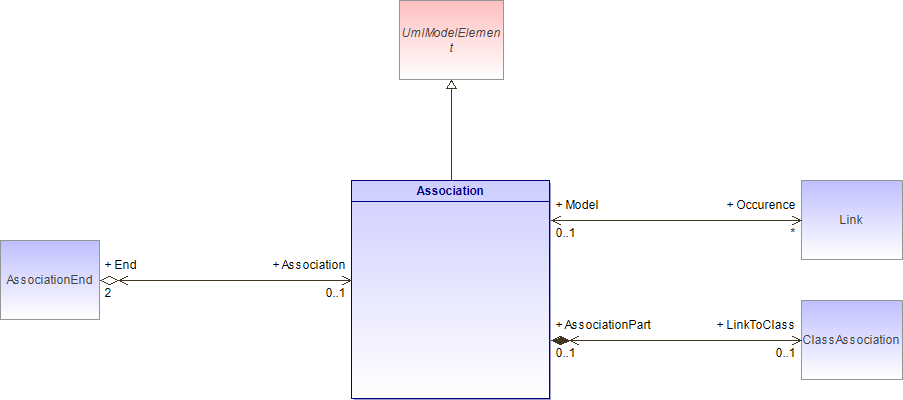 UmlModelElemen
t
Association
+ Model
+ Occurence
0..1
*
Link
+ End
+ Association
AssociationEnd
2
0..1
+ AssociationPart
+ LinkToClass
0..1
0..1
ClassAssociation